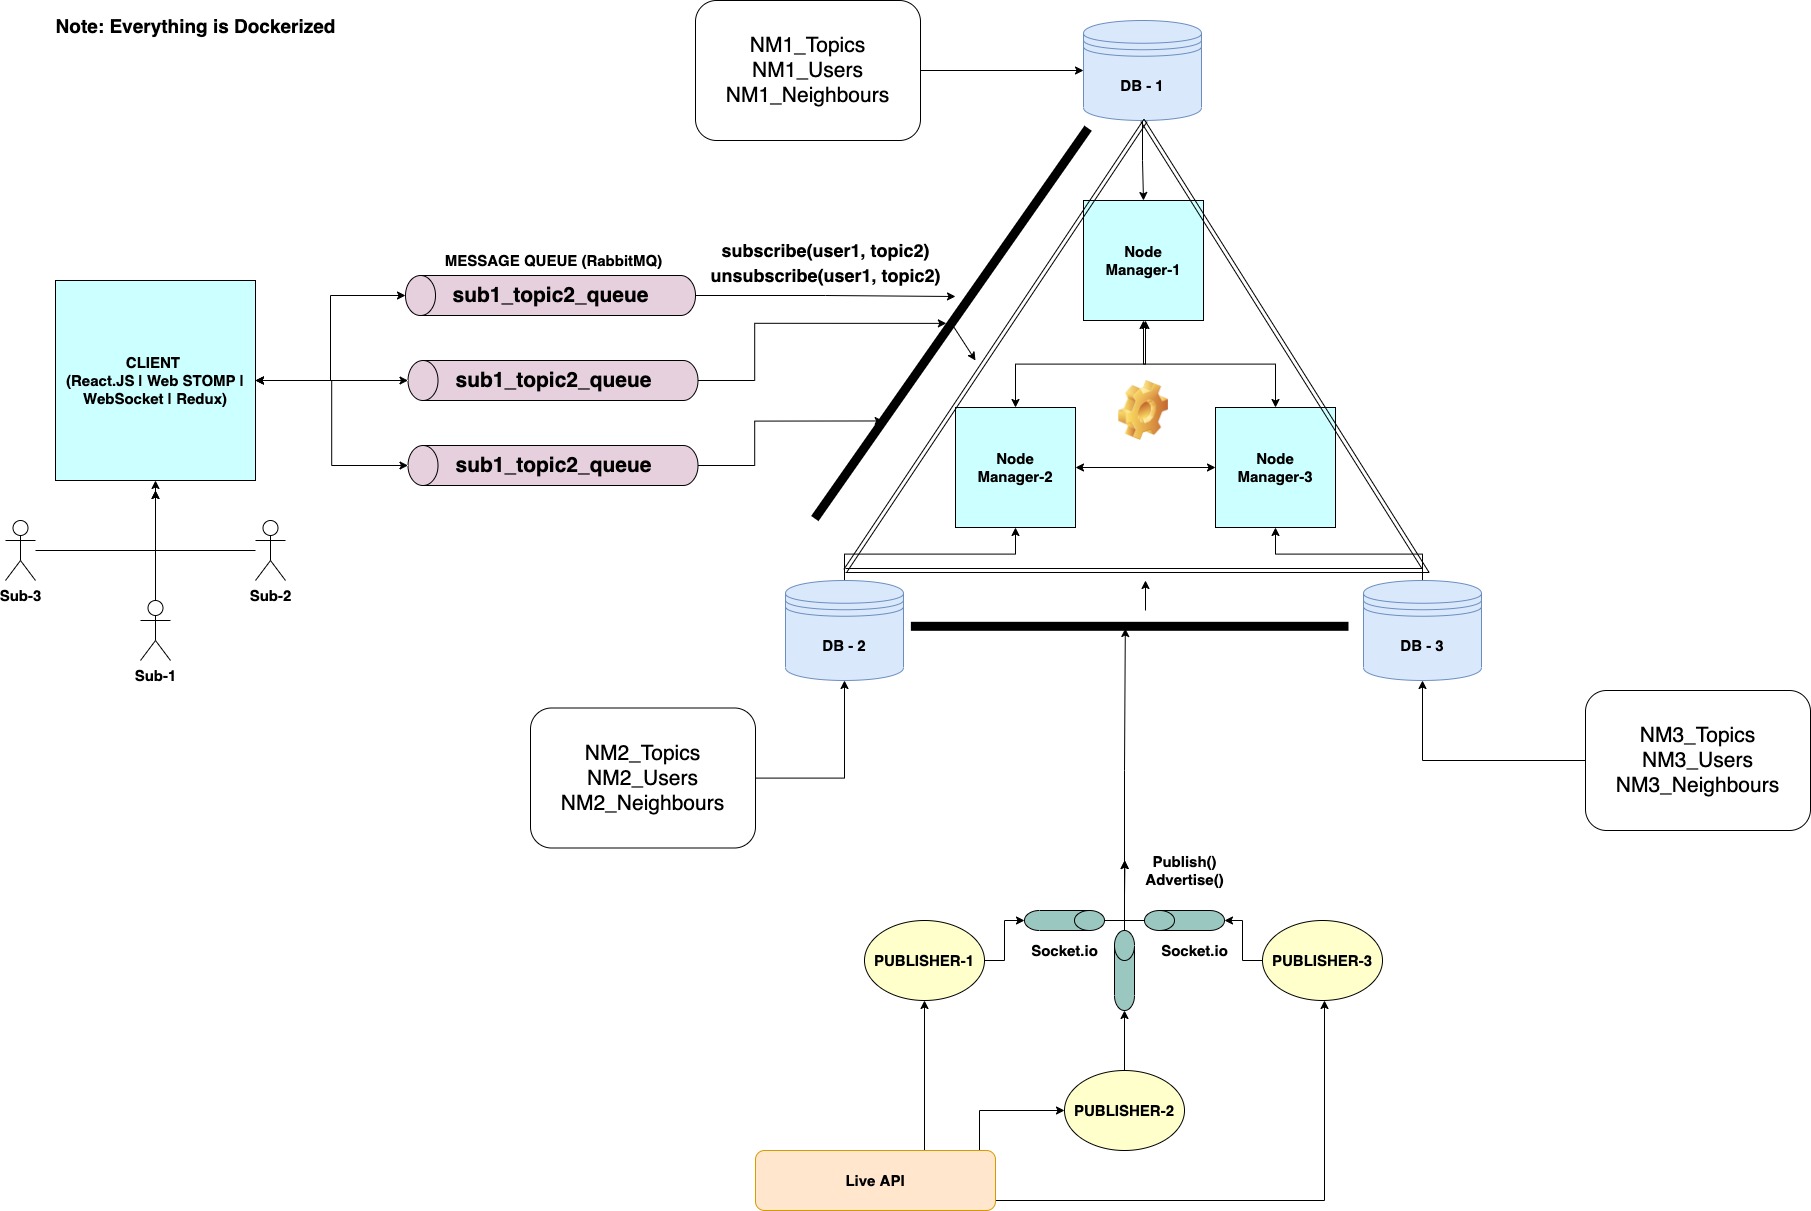 Note: Everything is Dockerized
NM1_Topics
NM1_Users
NM1_Neighbours
DB - 1
Node
Manager-1
subscribe(user1, topic2)
unsubscribe(user1, topic2)
MESSAGE QUEUE (RabbitMQ)
sub1_topic2_queue
sub1_topic2_queue
sub1_topic2_queue
CLIENT
(React.JS | Web STOMP |
WebSocket | Redux)
Node
Manager-2
Node
Manager-3
Sub-3
Sub-2
Sub-1
DB - 2
DB - 3
NM2_Topics
NM2_Users
NM2_Neighbours
NM3_Topics
NM3_Users
NM3_Neighbours
Publish()
Advertise()
Socket.io
Socket.io
PUBLISHER-1
PUBLISHER-3
PUBLISHER-2
Live API